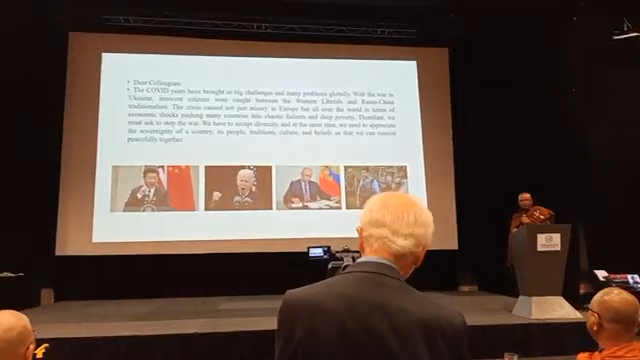 • Dear Colleagues
• The COVID years have brought us big challenges and many problems globally. With the war in
Ukraine, innocent citizens were caught between the Western Liberals and Russo-China
traditionalism. The crisis caused not just misery to Europe but all over the world in terms of
economic shocks pushing many countries into chaotic failures and deep poverty. Therefore, we
must ask to stop the war. We have to accept diversity, and at the same time, we need to appreciate
the sovereignty of a country, its people, traditions, culture, and beliefs so that we can coexist
peacefully together.